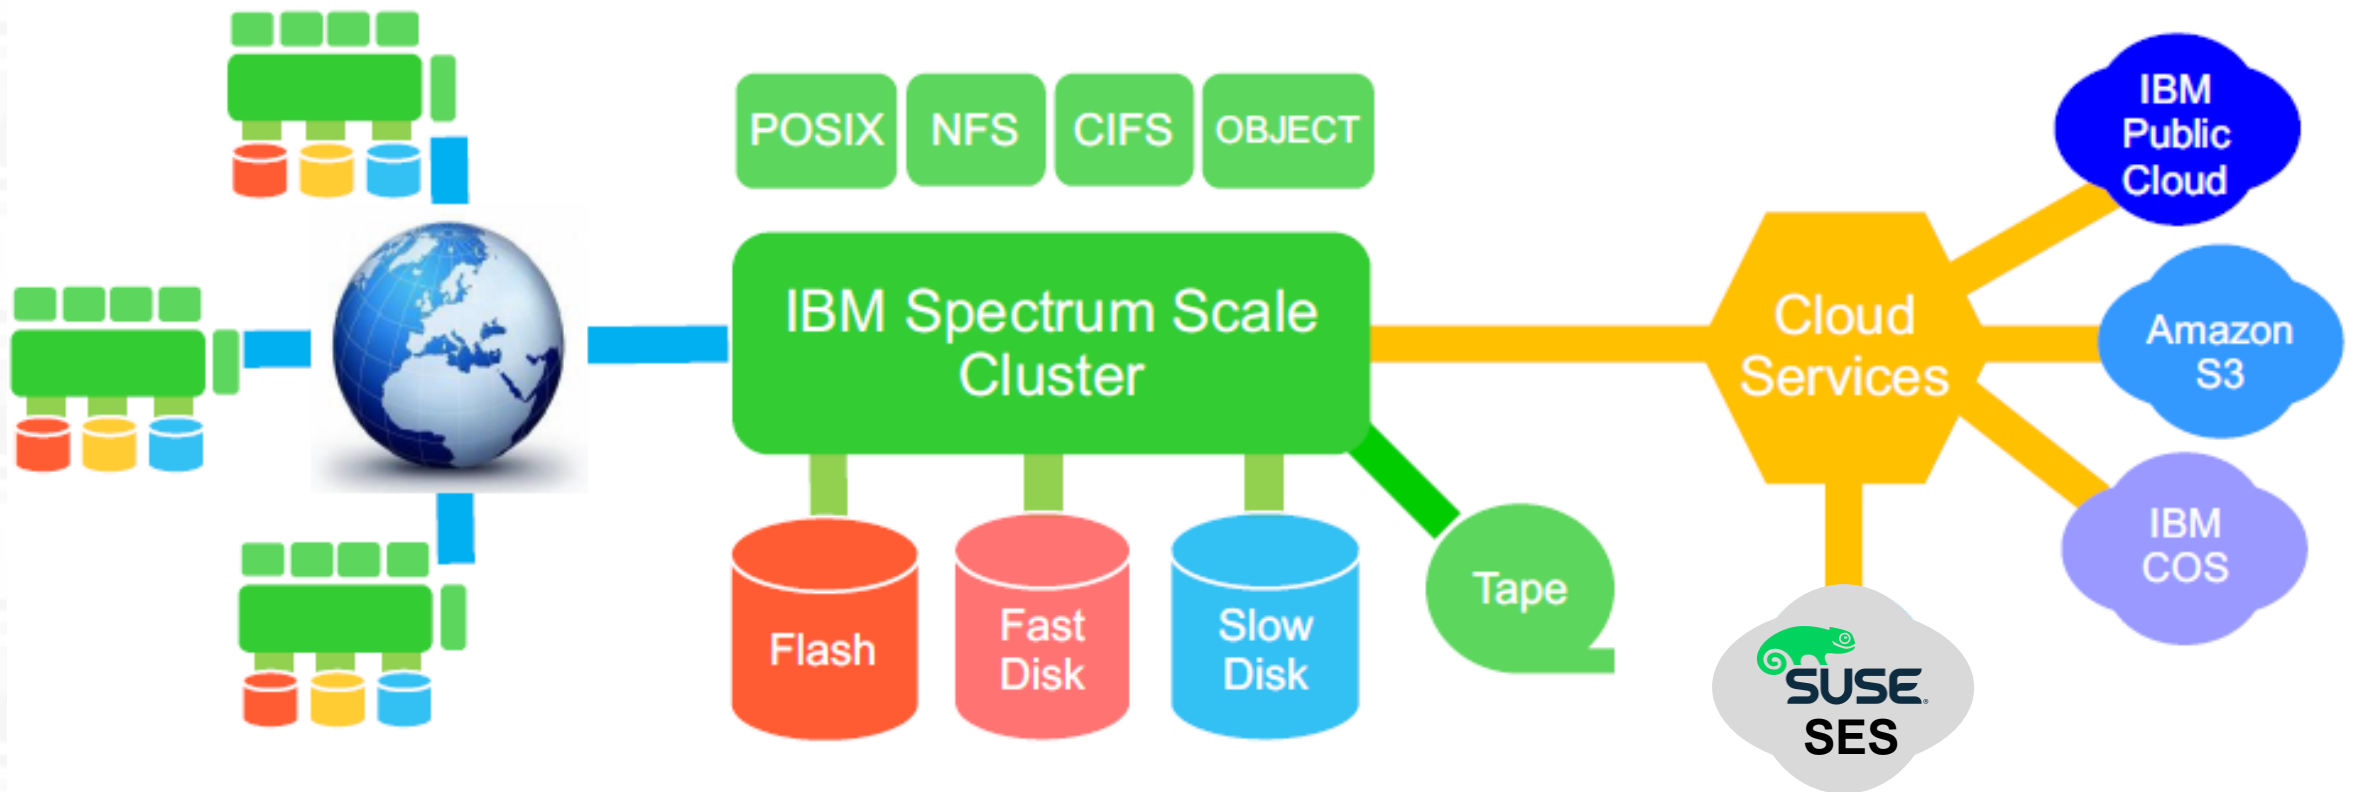 POSIX
NFS
CIFS
OBJECT
IBM Spectrum Scale
Cluster
Flash
Fast
Disk
Slow
Disk
Tape
Cloud
Services
IBM
Public
Cloud
Amazon
S3
IBM
COS
SUSE®
SES